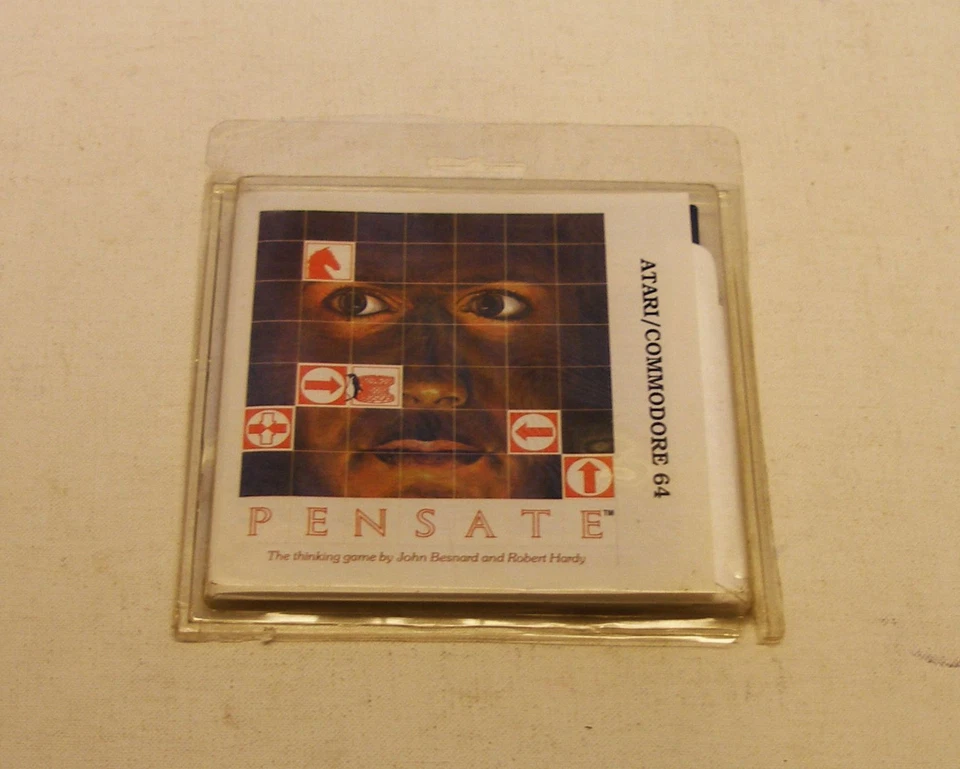 PENSATE™
The thinking game by John Besnard and Robert Hardy
ATARI/COMMODORE 64